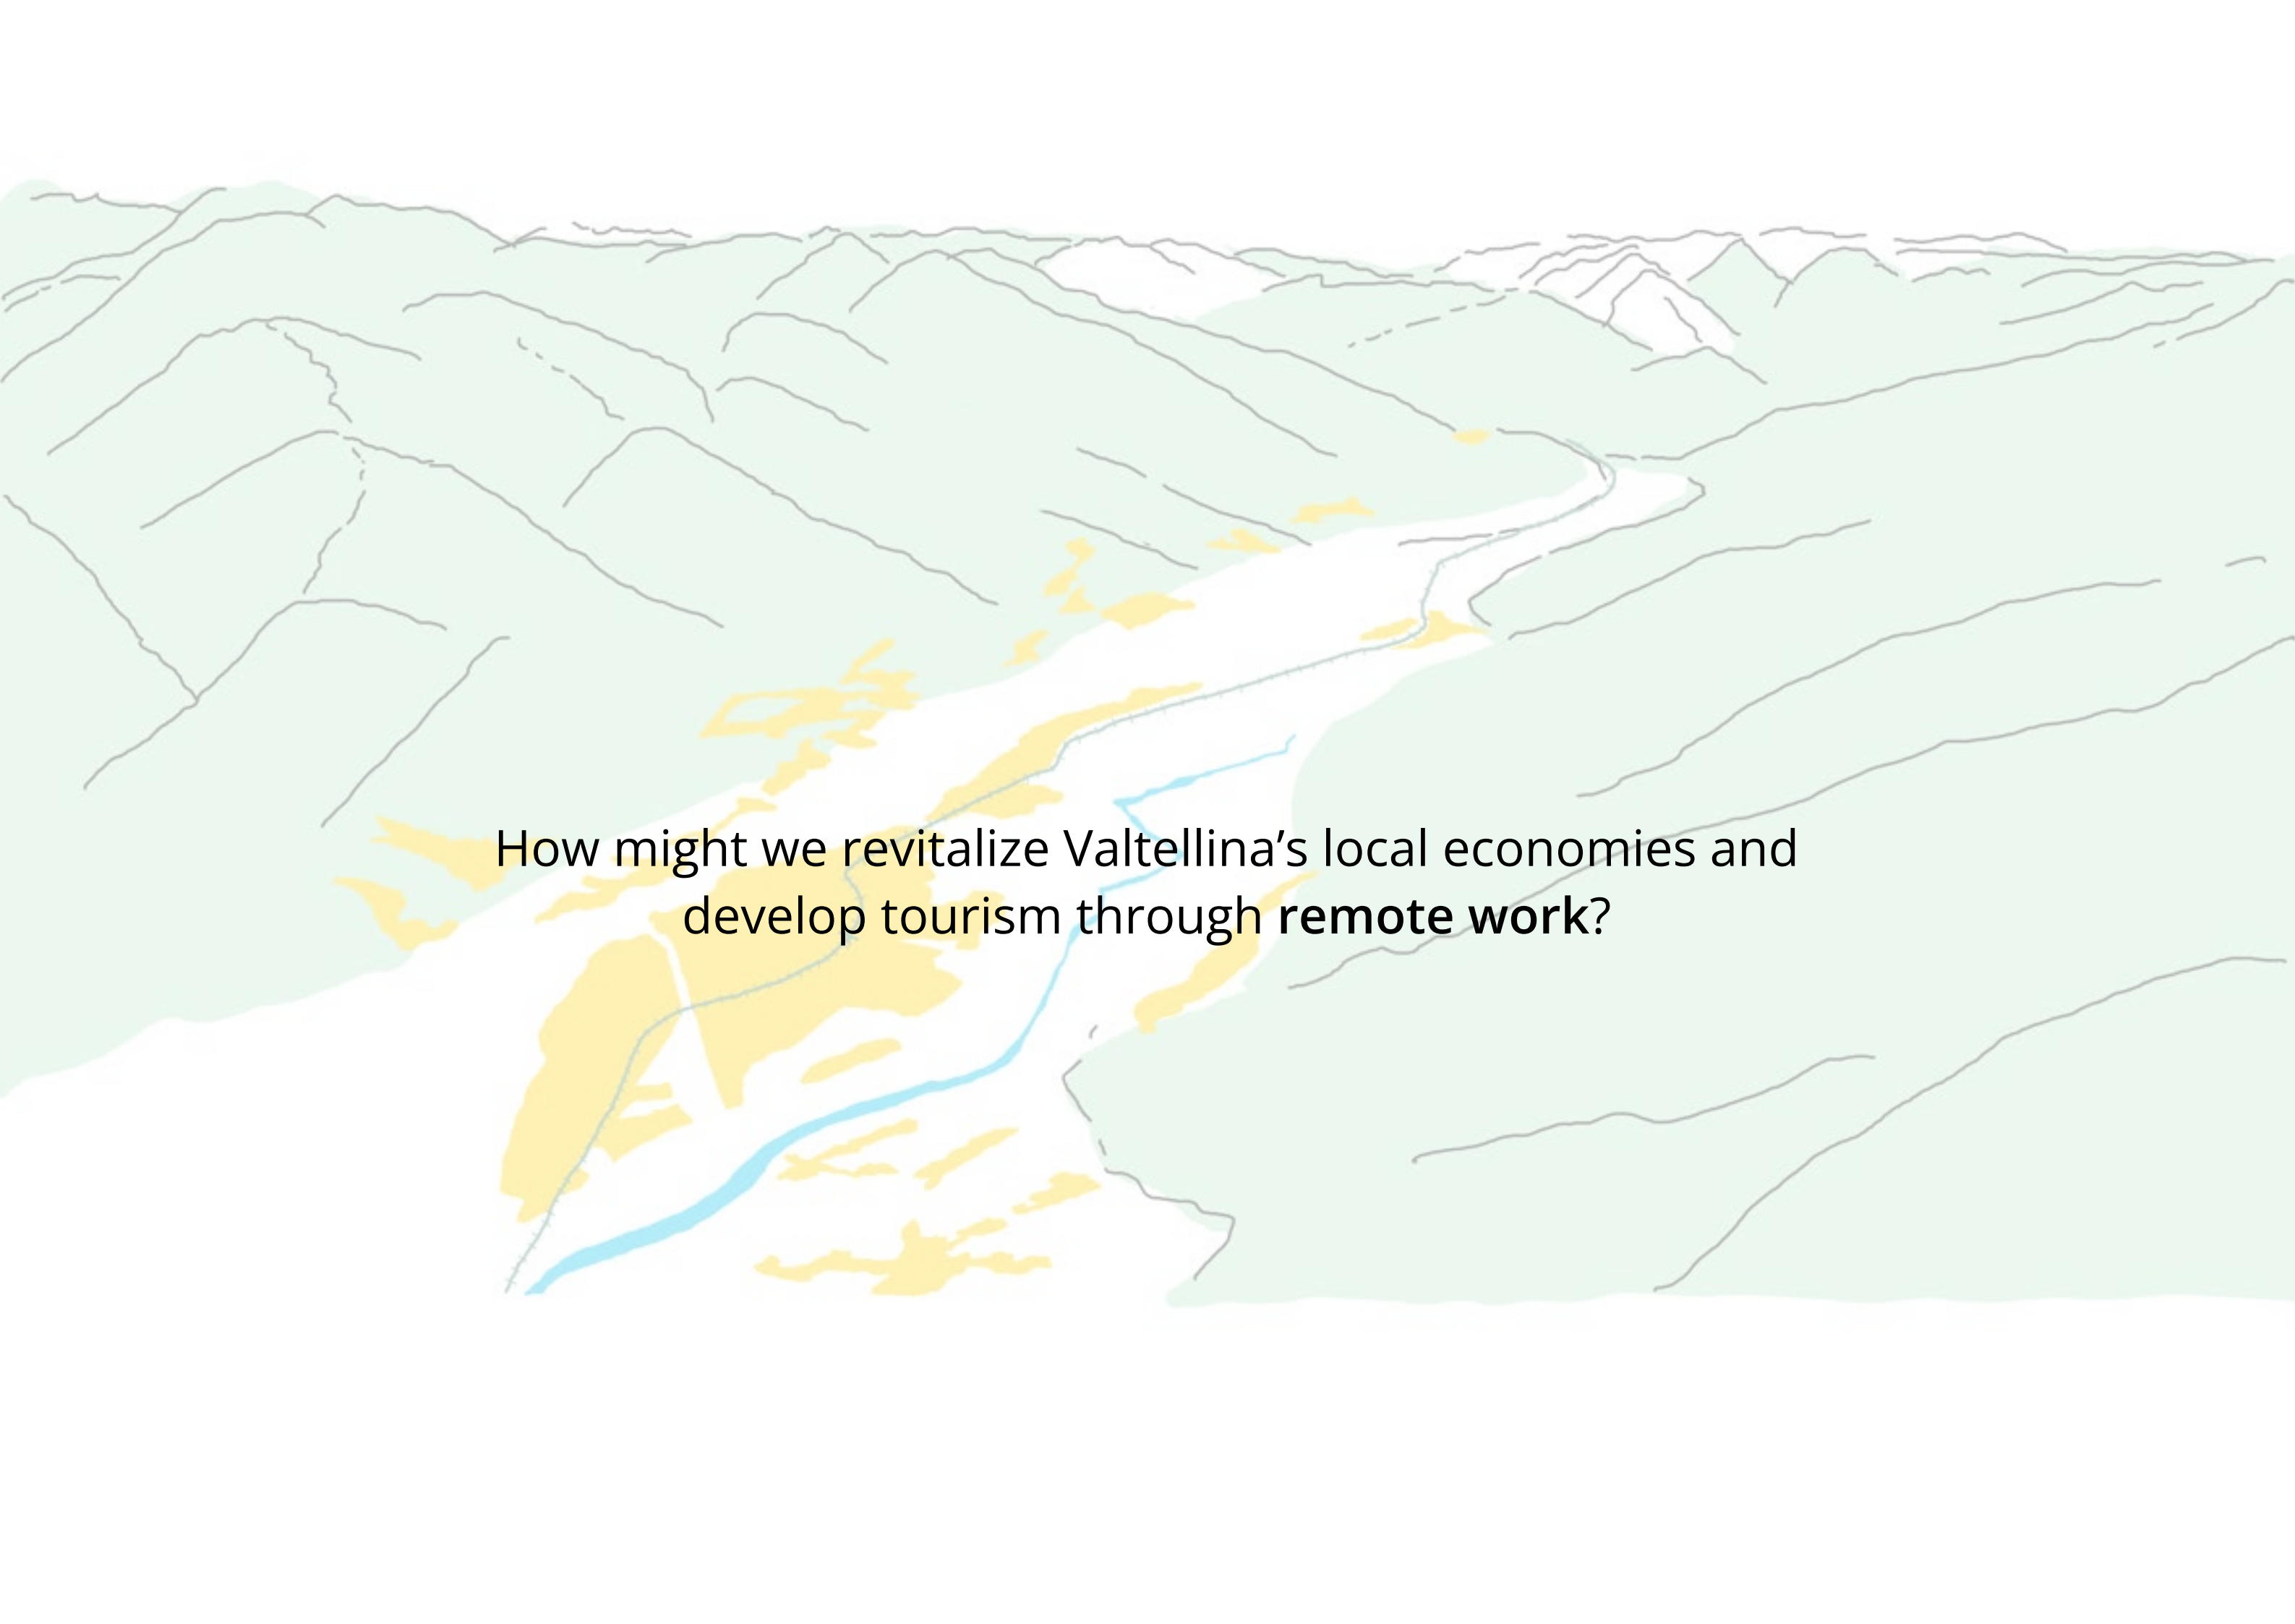 How might we revitalize Valtellina’s local economies and
develop tourism through remote work?